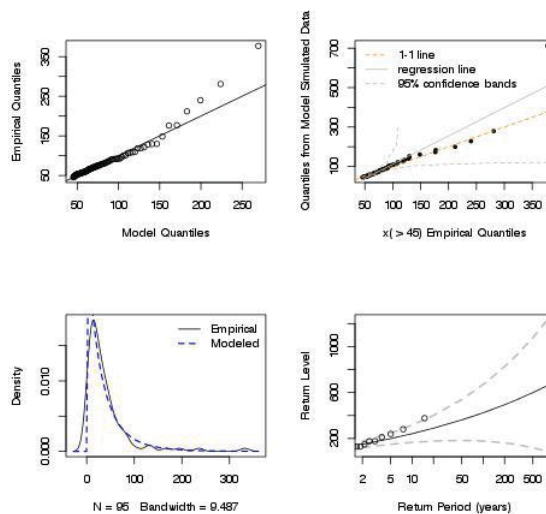 Empirical Quantiles
50 150 250 350
50 100 150 200 250
Model Quantiles
Quantiles from Model Simulated Data
100 300 500 700
1-1 line
regression line
95% confidence bands
50 100 150 200 250 300 350
x( > 45) Empirical Quantiles
Density
0.000 0.010
Empirical
Modeled
0 100 200 300
N = 95 Bandwidth = 9.487
Return Level
200 600 1000
2 5 10 50 200 500
Return Period (years)